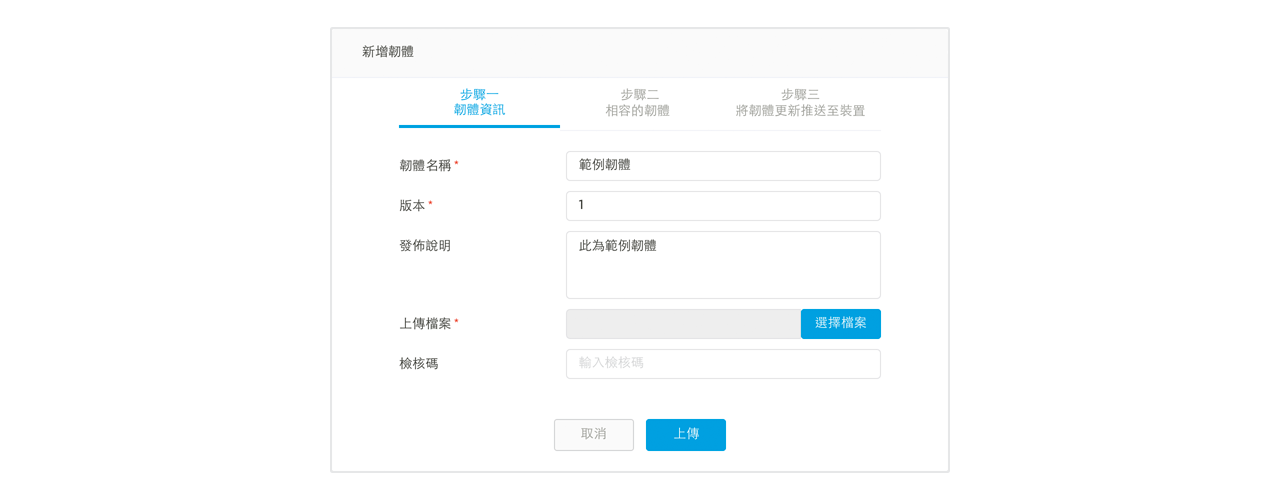 新增韌體
步驟一
韌體資訊
步驟二
相容的韌體
步驟三
將韌體更新推送至裝置
韌體名稱 *
範例韌體
版本 *
1
發佈說明
此為範例韌體
上傳檔案 *
選擇檔案
檢核碼
輸入檢核碼
取消
上傳